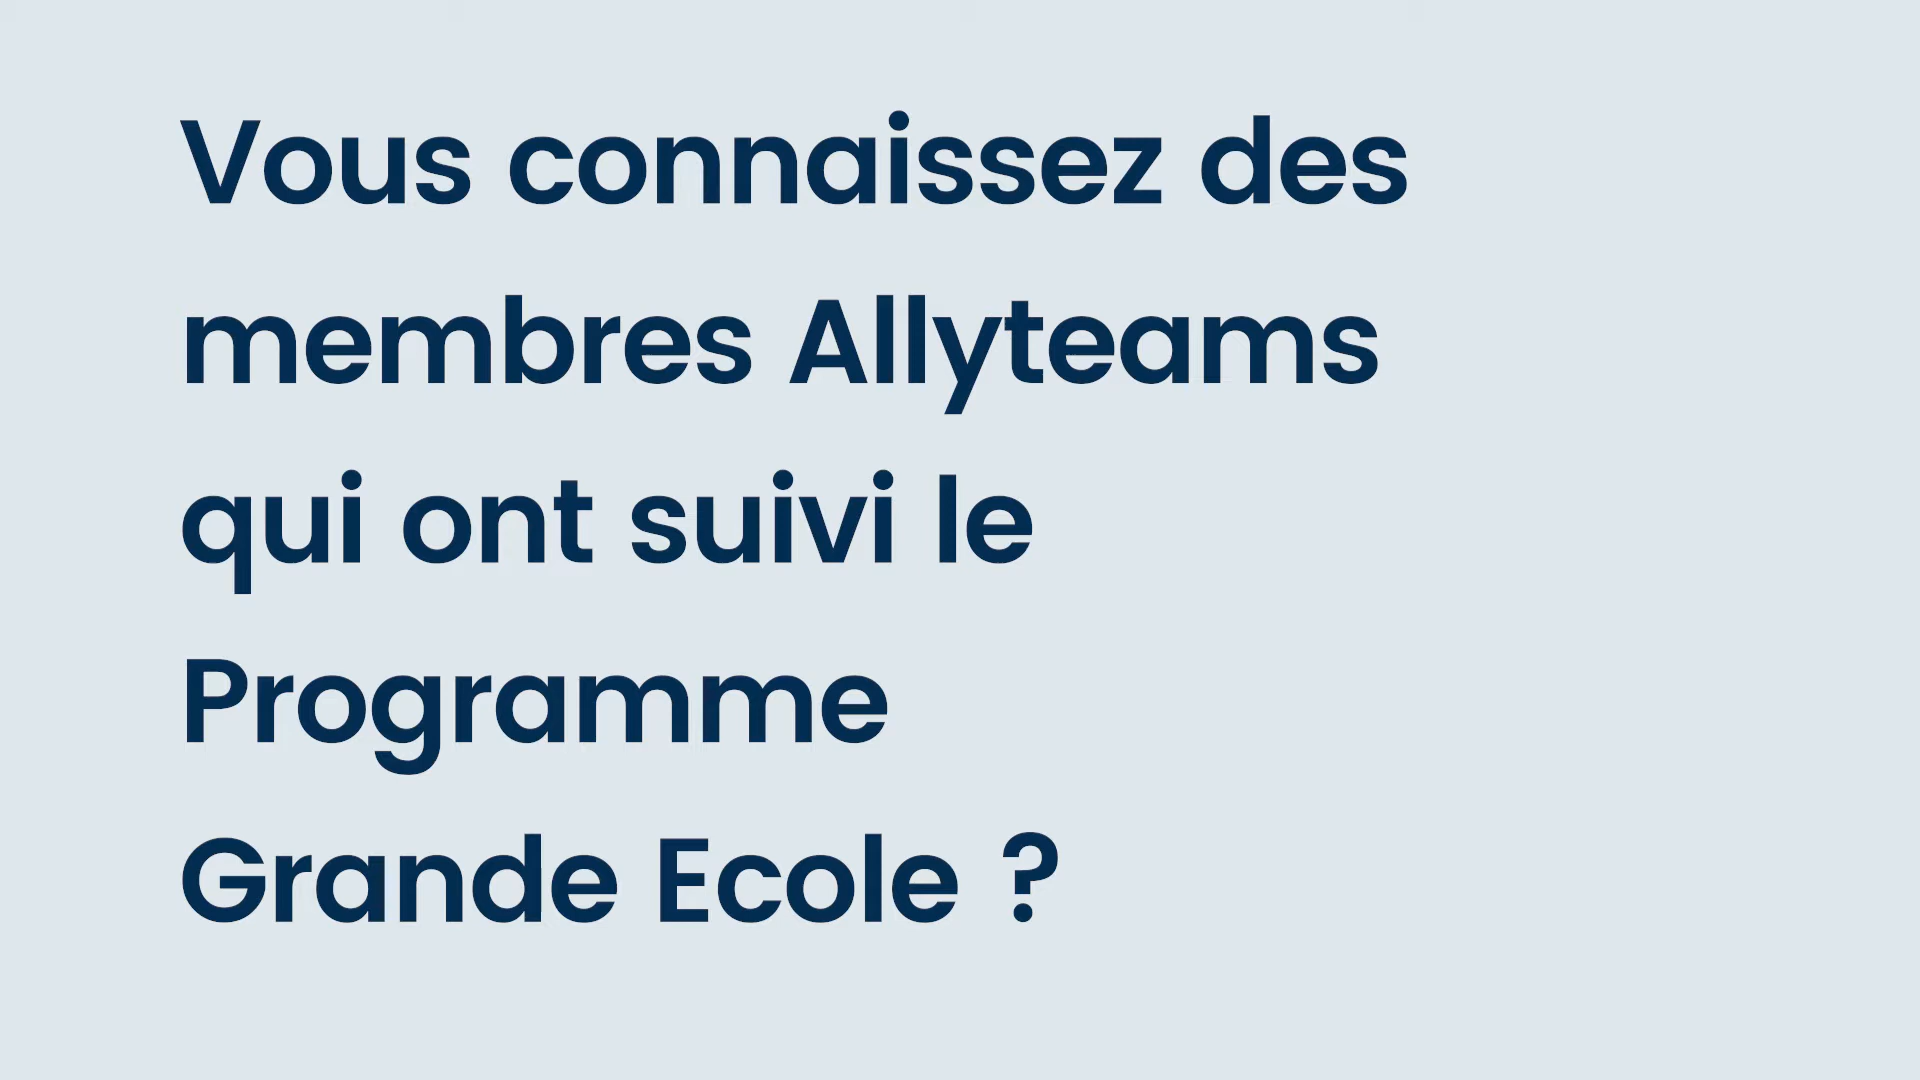 Vous connaissez des
membres Allyteams
qui ont suivi le
Programme
Grande Ecole ?